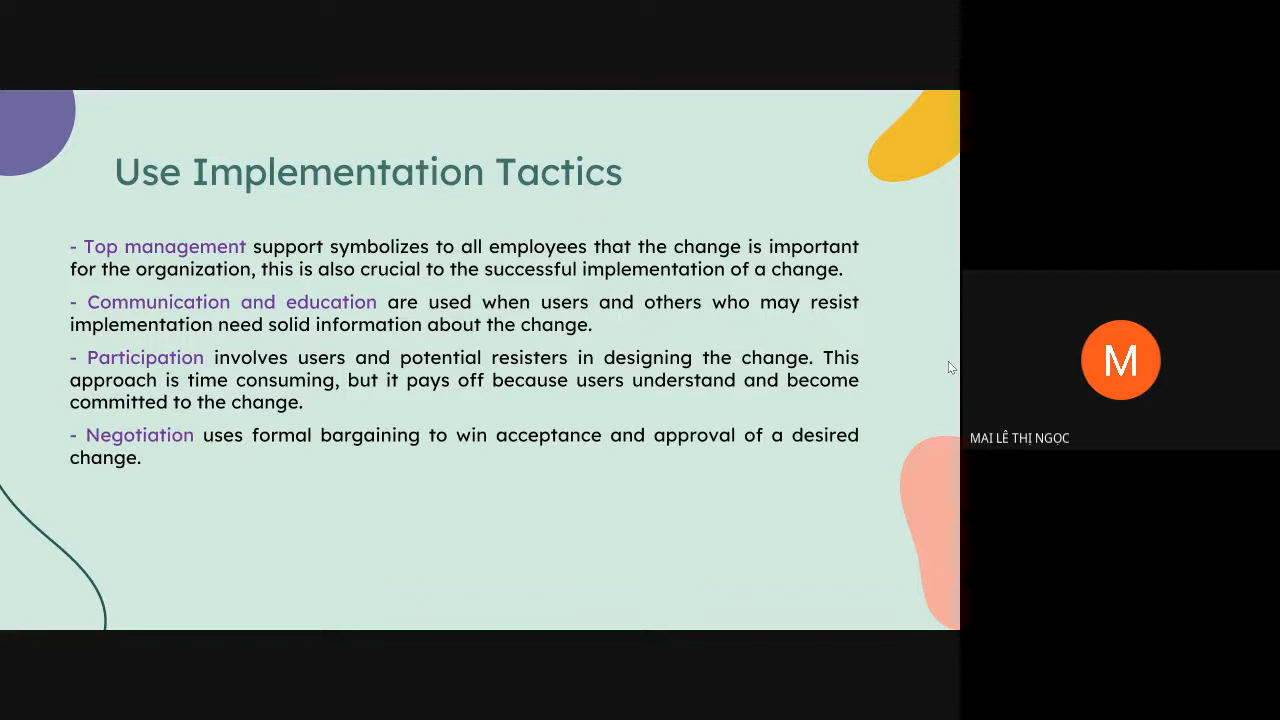 Use Implementation Tactics
- Top management support symbolizes to all employees that the change is important
for the organization, this is also crucial to the successful implementation of a change.
- Communication and education are used when users and others who may resist
implementation need solid information about the change.
- Participation involves users and potential resisters in designing the change. This
approach is time consuming, but it pays off because users understand and become
committed to the change.
- Negotiation uses formal bargaining to win acceptance and approval of a desired
change.
M
MAI LÊ THỊ NGỌC